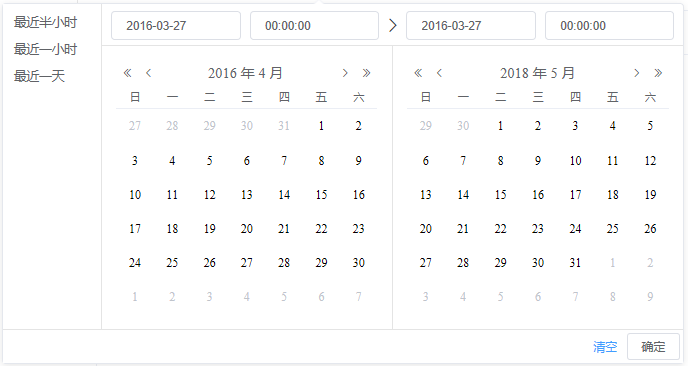 最近半小时
最近一小时
最近一天
2016-03-27 00:00:00 > 2016-03-27 00:00:00
« ‹ 2016 年 4 月 › »
日 一 二 三 四 五 六
27 28 29 30 31 1 2
3 4 5 6 7 8 9
10 11 12 13 14 15 16
17 18 19 20 21 22 23
24 25 26 27 28 29 30
1 2 3 4 5 6 7
« ‹ 2018 年 5 月 › »
日 一 二 三 四 五 六
29 30 1 2 3 4 5
6 7 8 9 10 11 12
13 14 15 16 17 18 19
20 21 22 23 24 25 26
27 28 29 30 31 1 2
3 4 5 6 7 8 9
清空 确定